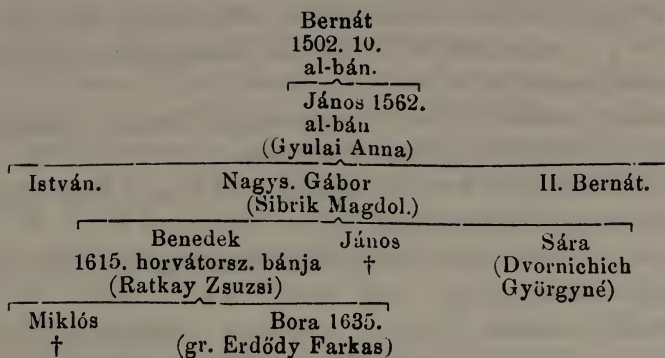 Bernát
1502. 10.
al-bán.
János 1562.
al-bán
(Gyulai Anna)
István. Nagys. Gábor II. Bernát.
(Sibrik Magdol.)
Benedek János Sára
1615. horvátorsz. bánja † (Dvornichich
(Ratkay Zsuzsi) Györgyné)
Miklós Bora 1635.
† (gr. Erdődy Farkas)